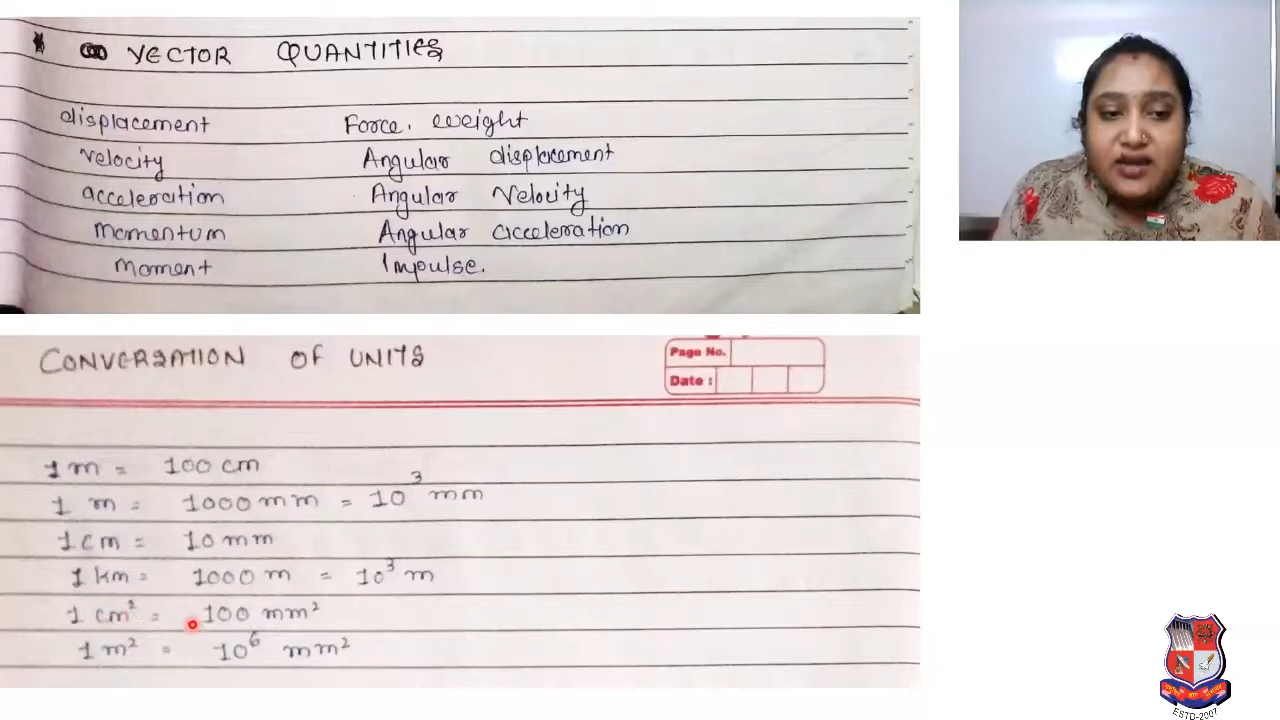 VECTOR QUANTITIES
displacement Force. weight
velocity Angular displacement
acceleration Angular Velocity
momentum Angular acceleration
moment Impulse.
CONVERSATION OF UNITS
Page No.
Date :
1 m = 100 cm
1 m = 1000 mm = 10³ mm
1 cm = 10 mm
1 km = 1000 m = 10³ m
1 cm² = 100 mm²
1 m² = 10⁶ mm²
ESTD-2007